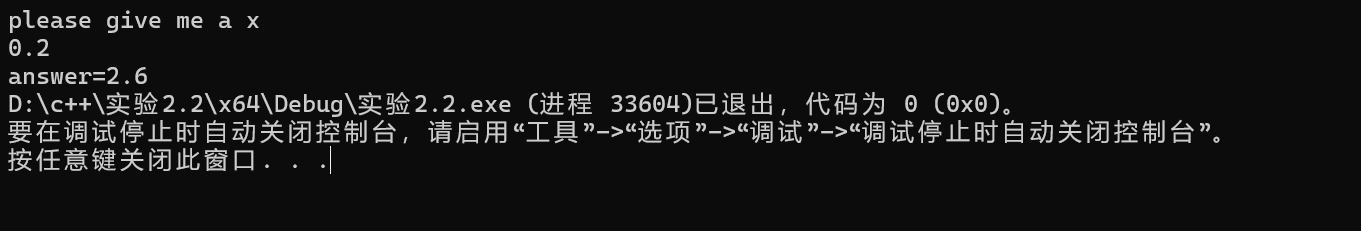 please give me a x
0.2
answer=2.6
D:\c++\实验2.2\x64\Debug\实验2.2.exe (进程 33604)已退出，代码为 0 (0x0)。
要在调试停止时自动关闭控制台，请启用“工具”->“选项”->“调试”->“调试停止时自动关闭控制台”。
按任意键关闭此窗口. . .